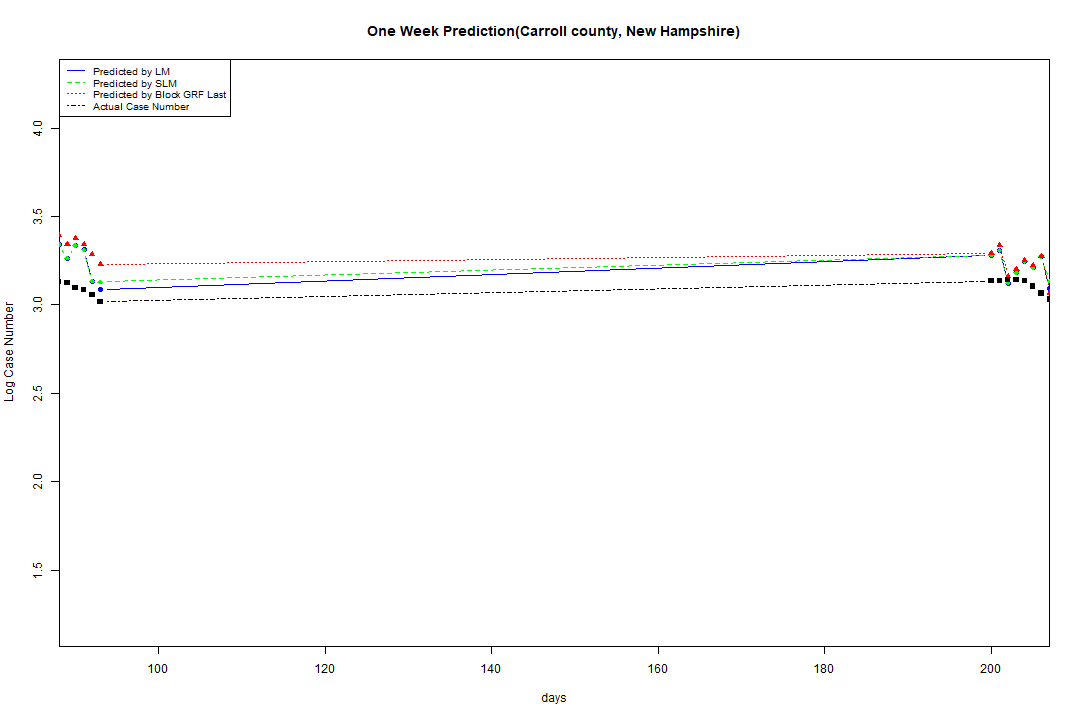 One Week Prediction(Carroll county, New Hampshire)
Predicted by LM
Predicted by SLM
Predicted by Block GRF Last
Actual Case Number
4.0
3.5
3.0
2.5
2.0
1.5
Log Case Number
100 120 140 160 180 200
days